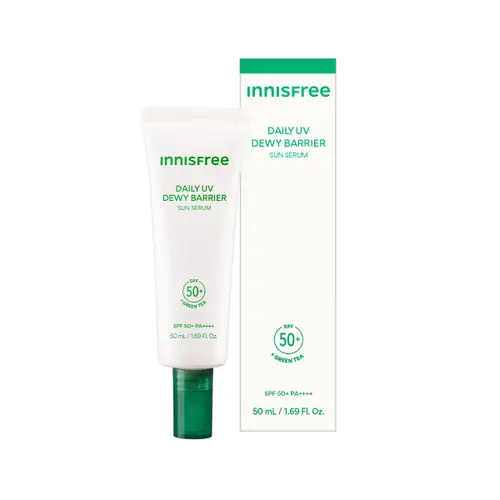 innisfree
DAILY UV
DEWY BARRIER
SUN SERUM
SPF
50+
+ GREEN TEA
SPF 50+ PA++++
50 mL / 1.69 Fl. Oz.
innisfree
DAILY UV
DEWY BARRIER
SUN SERUM
SPF
50+
+ GREEN TEA
SPF 50+ PA++++
50 mL / 1.69 Fl. Oz.